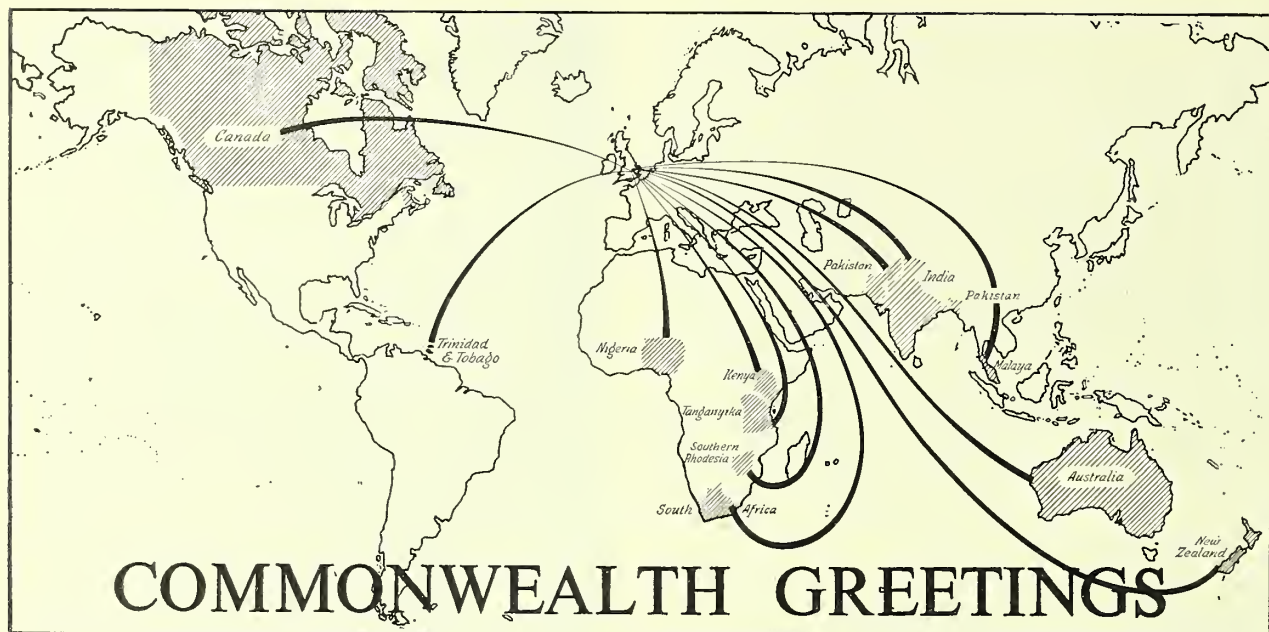 Canada
Pakistan
India
Pakistan
Trinidad
& Tobago
Nigeria
Malaya
Kenya
Tanganyika
Southern
Rhodesia
Australia
South Africa
New
Zealand
COMMONWEALTH GREETINGS